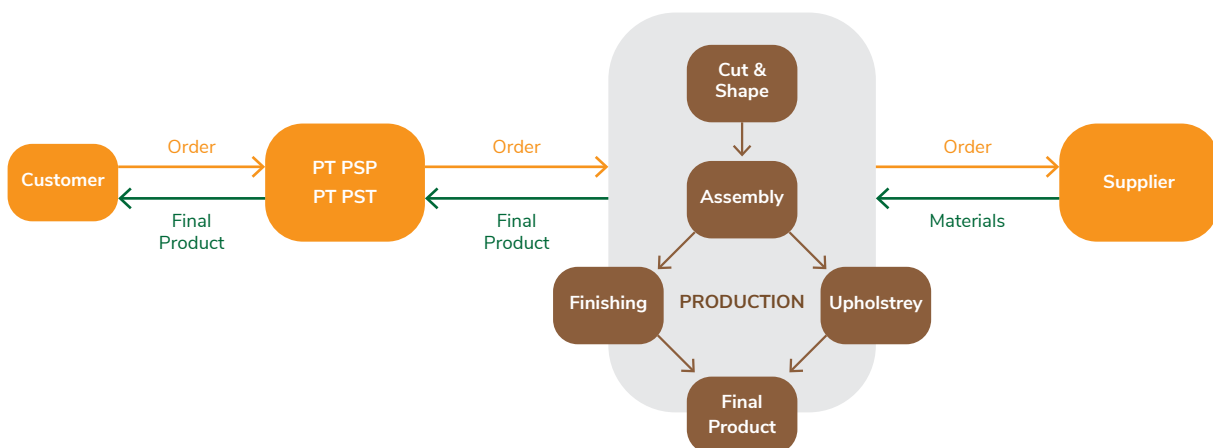 Cut &
Shape
Order
Order
Order
Customer
PT PSP
PT PST
Assembly
Supplier
Final
Product
Final
Product
Materials
Finishing
PRODUCTION
Upholstrey
Final
Product